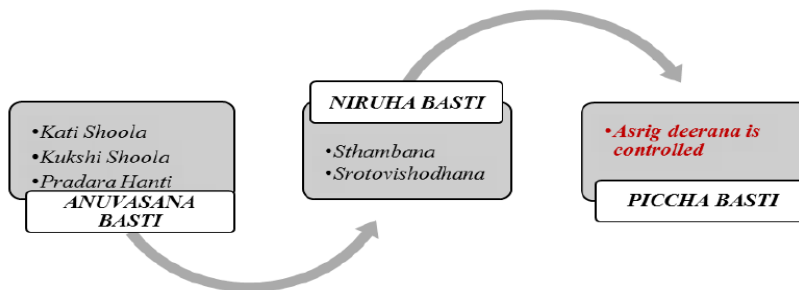 •Kati Shoola
•Kukshi Shoola
•Pradara Hanti
ANUVASANA
BASTI
NIRUHA BASTI
•Sthambana
•Srotovishodhana
•Asrig deerana is
controlled
PICCHA BASTI